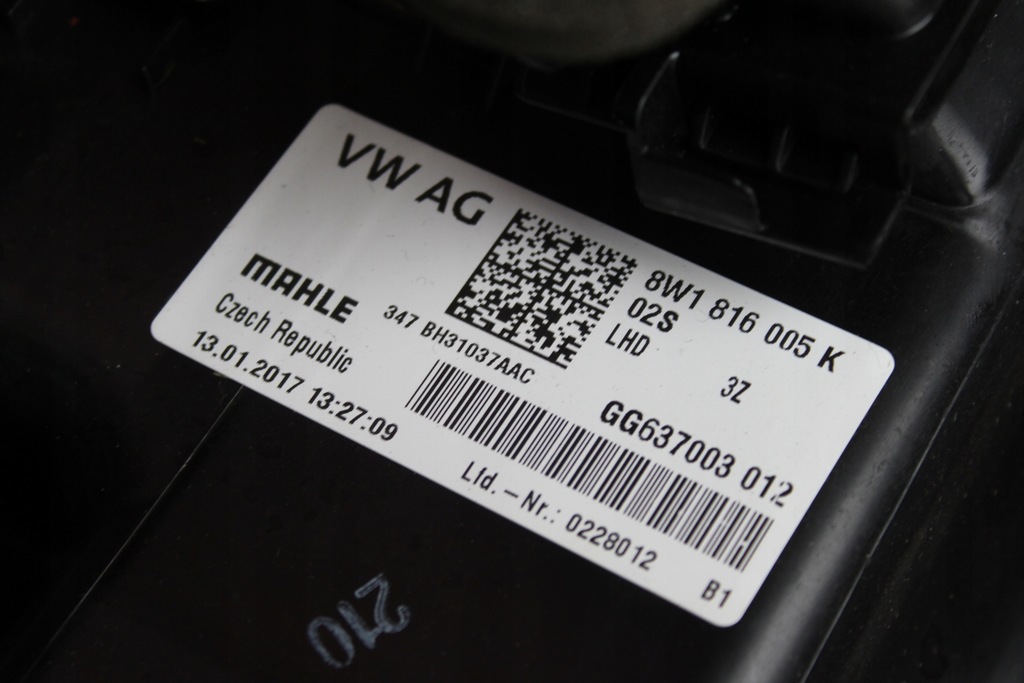 VW AG
MAHLE
Czech Republic
13.01.2017 13:27:09
347 BH31037AAC
8W1 816 005 K
02S
LHD
3Z
GG637003 012
Lfd. – Nr.: 0228012
B1
210